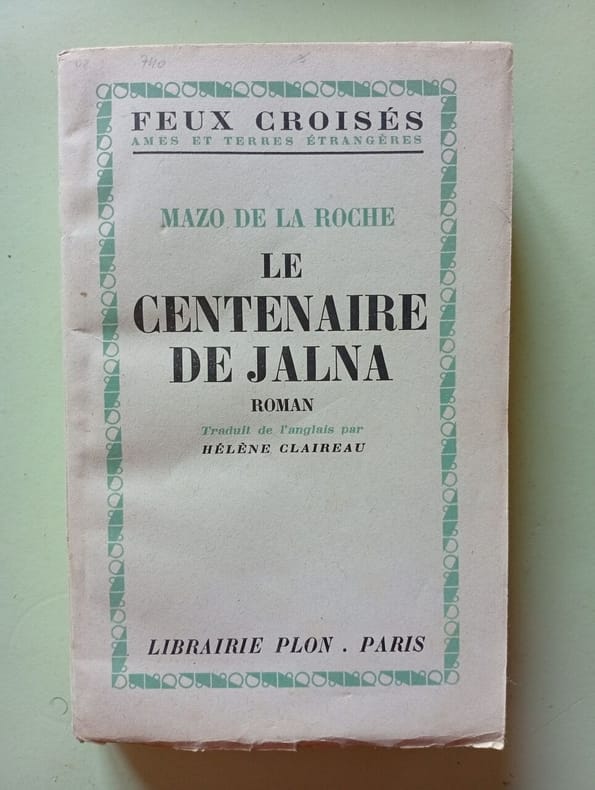 740
FEUX CROISÉS
AMES ET TERRES ÉTRANGÈRES
MAZO DE LA ROCHE
LE
CENTENAIRE
DE JALNA
ROMAN
Traduit de l'anglais par
HÉLÈNE CLAIREAU
LIBRAIRIE PLON . PARIS